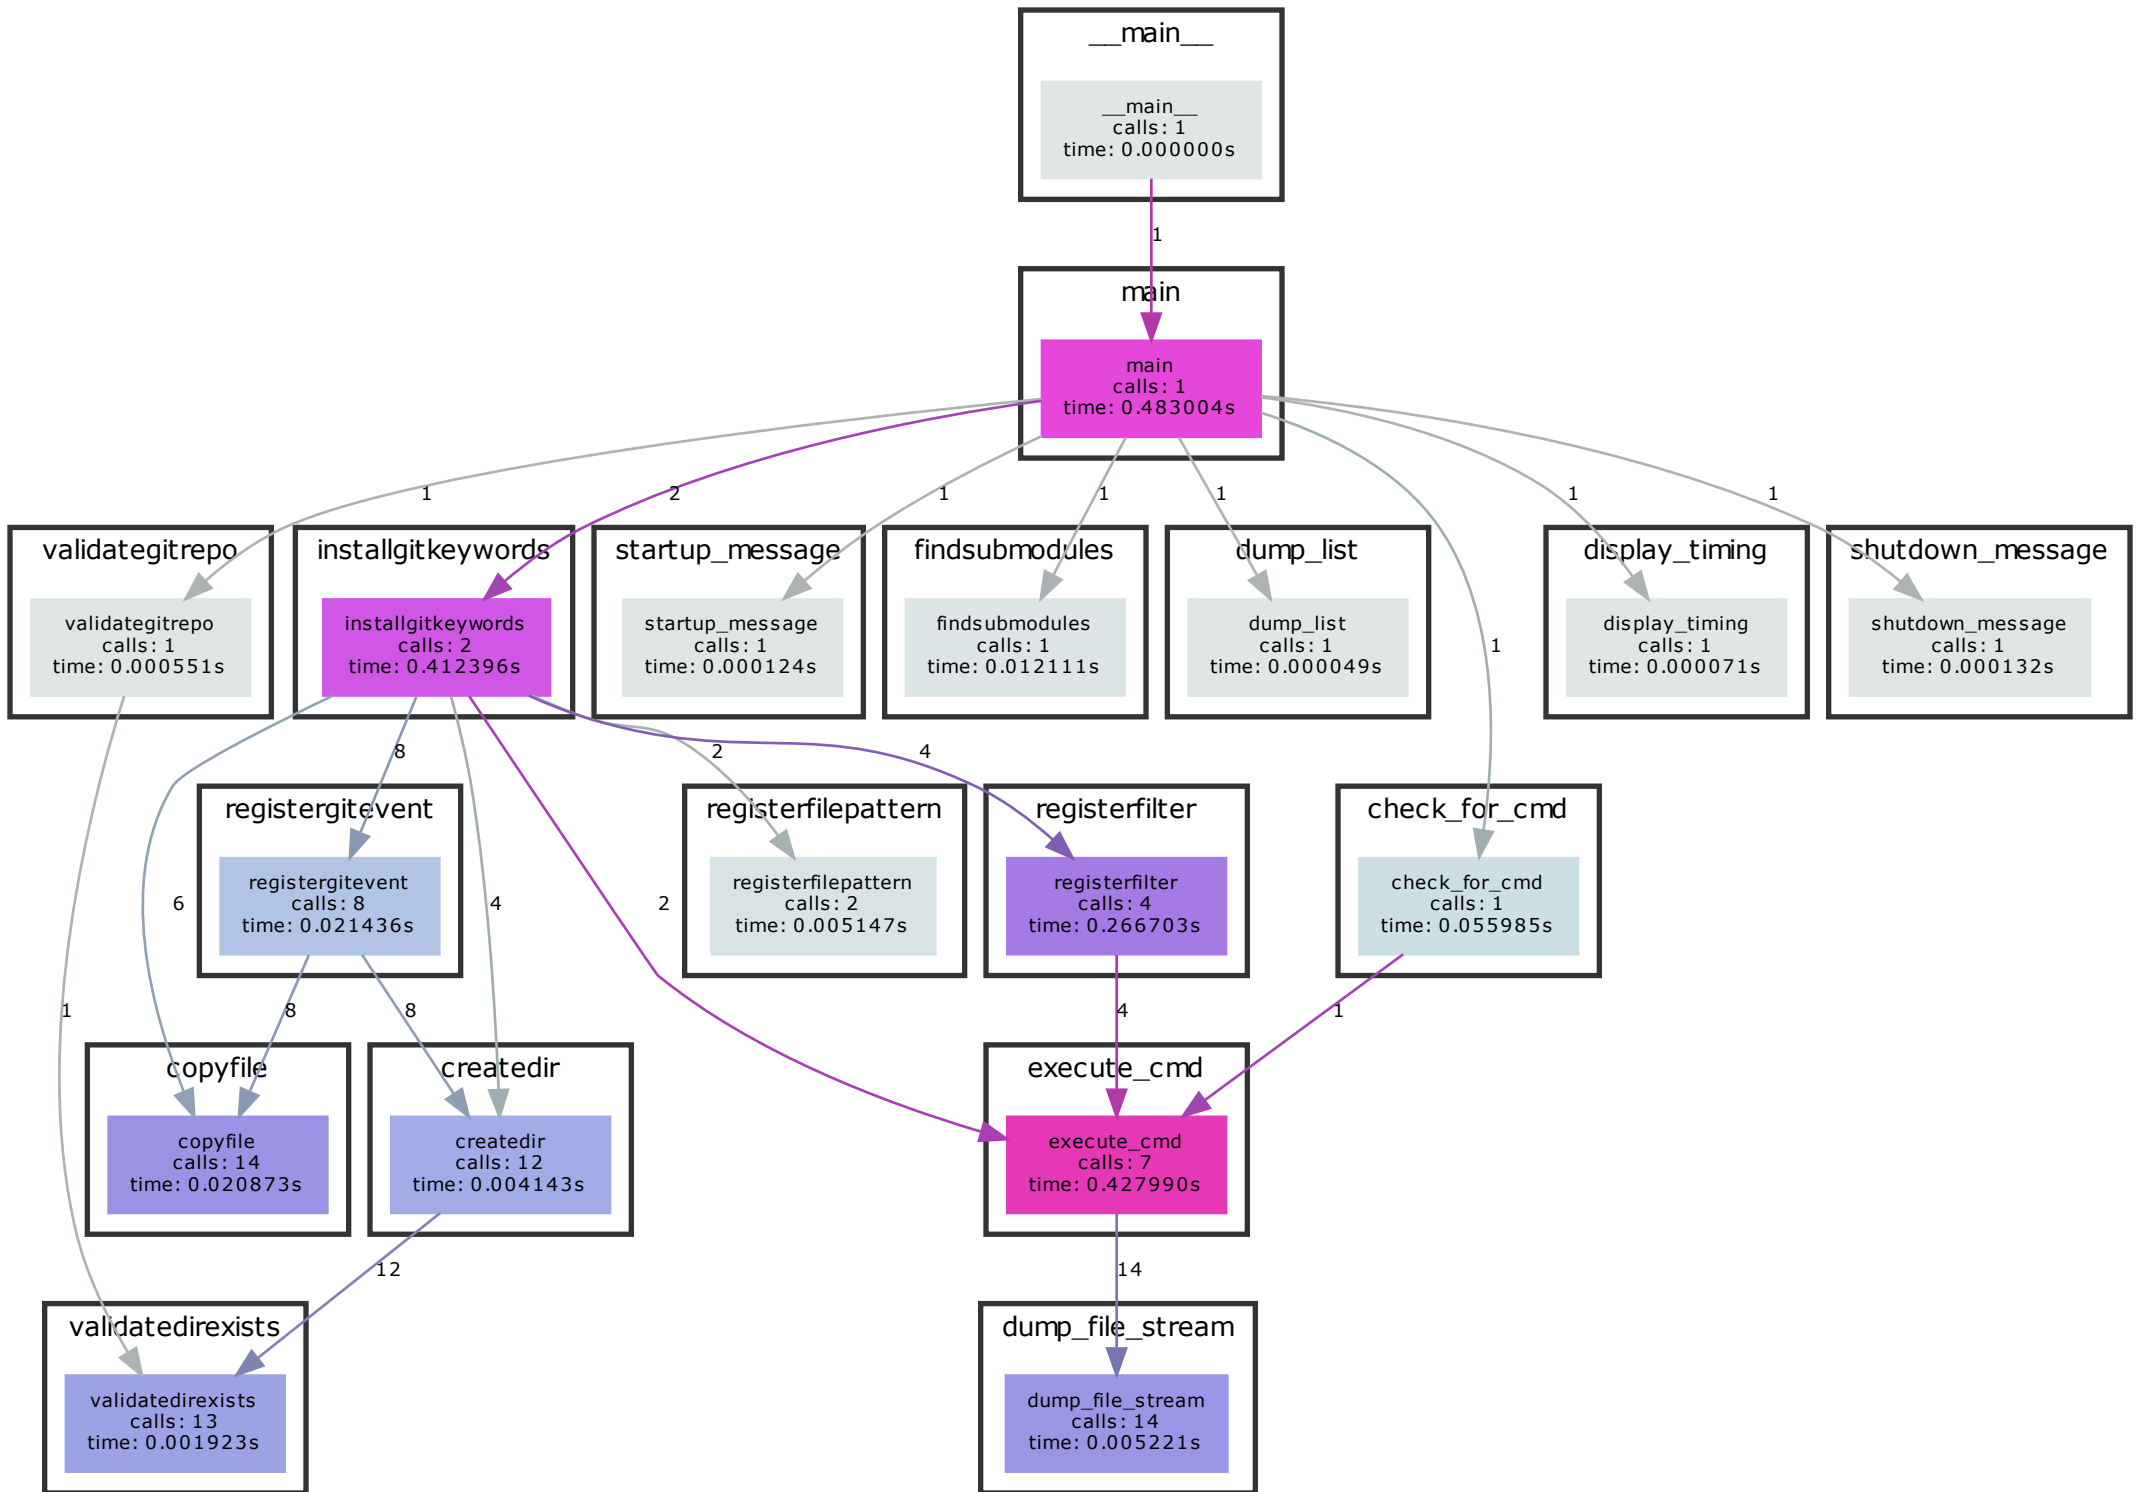 __main__
__main__
calls: 1
time: 0.000000s
1
main
main
calls: 1
time: 0.483004s
1
2
1
1
1
1
1
1
validategitrepo
validategitrepo
calls: 1
time: 0.000551s
installgitkeywords
installgitkeywords
calls: 2
time: 0.412396s
startup_message
startup_message
calls: 1
time: 0.000124s
findsubmodules
findsubmodules
calls: 1
time: 0.012111s
dump_list
dump_list
calls: 1
time: 0.000049s
display_timing
display_timing
calls: 1
time: 0.000071s
shutdown_message
shutdown_message
calls: 1
time: 0.000132s
8
2
4
registergitevent
registergitevent
calls: 8
time: 0.021436s
registerfilepattern
registerfilepattern
calls: 2
time: 0.005147s
registerfilter
registerfilter
calls: 4
time: 0.266703s
check_for_cmd
check_for_cmd
calls: 1
time: 0.055985s
6
4
2
1
8
8
4
1
copyfile
copyfile
calls: 14
time: 0.020873s
createdir
createdir
calls: 12
time: 0.004143s
execute_cmd
execute_cmd
calls: 7
time: 0.427990s
12
14
validatedirexists
validatedirexists
calls: 13
time: 0.001923s
dump_file_stream
dump_file_stream
calls: 14
time: 0.005221s